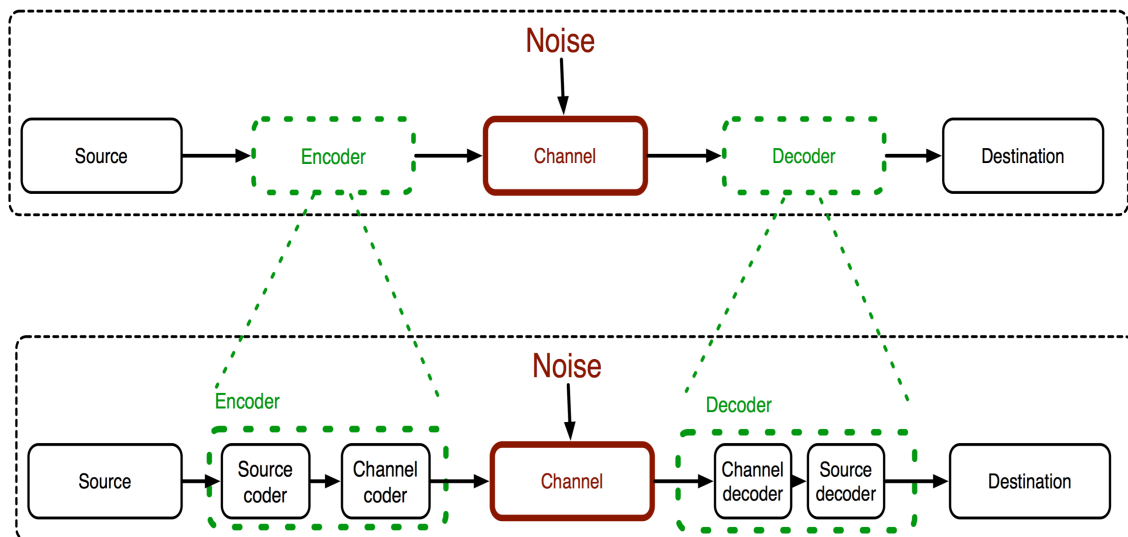 Noise
Source
Encoder
Channel
Decoder
Destination
Noise
Encoder
Decoder
Source
Source
coder
Channel
coder
Channel
Channel
decoder
Source
decoder
Destination